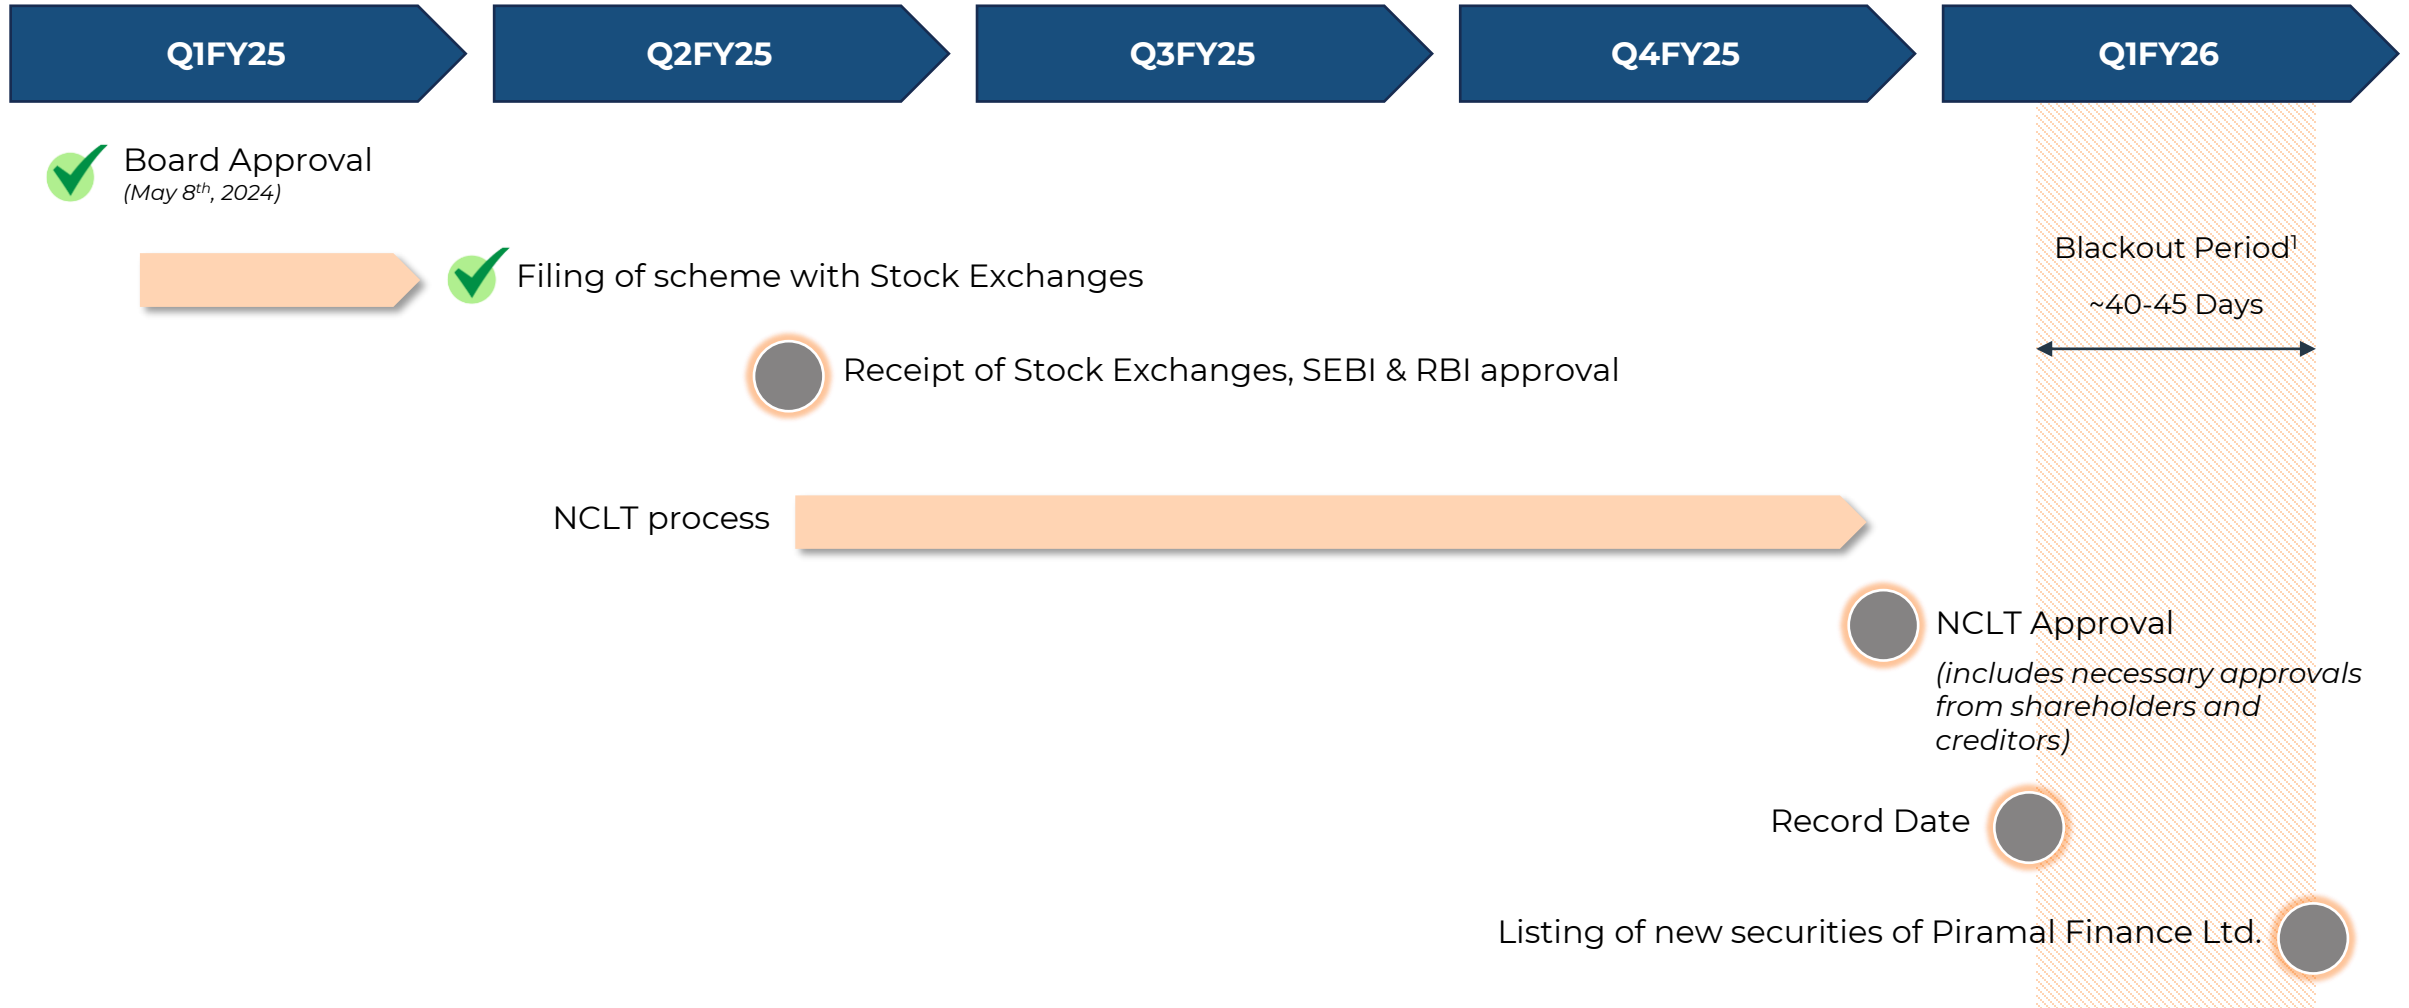 Q1FY25
Q2FY25
Q3FY25
Q4FY25
Q1FY26
Board Approval
(May 8th, 2024)
Filing of scheme with Stock Exchanges
Blackout Period1
~40-45 Days
Receipt of Stock Exchanges, SEBI & RBI approval
NCLT process
NCLT Approval
(includes necessary approvals
from shareholders and
creditors)
Record Date
Listing of new securities of Piramal Finance Ltd.